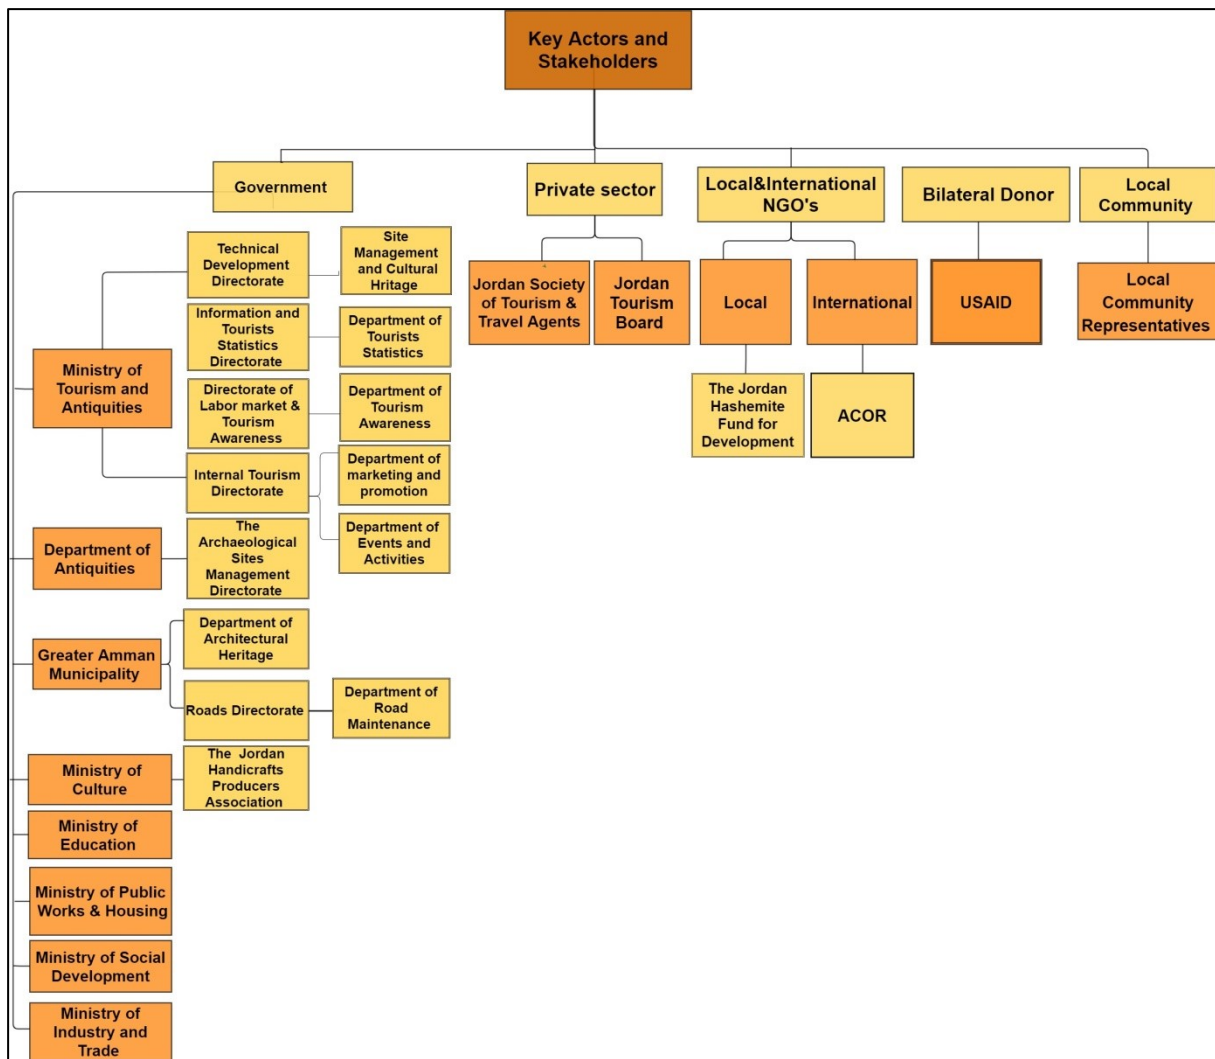 Key Actors and
Stakeholders
Government
Private sector
Local&International
NGO's
Bilateral Donor
Local
Community
Technical
Development
Directorate
Site
Management
and Cultural
Hritage
Jordan Society
of Tourism &
Travel Agents
Jordan
Tourism
Board
Local
International
USAID
Local
Community
Representatives
Information and
Tourists
Statistics
Directorate
Department of
Tourists
Statistics
Ministry of
Tourism and
Antiquities
Directorate of
Labor market &
Tourism
Awareness
Department of
Tourism
Awareness
The Jordan
Hashemite
Fund for
Development
ACOR
Internal Tourism
Directorate
Department of
marketing and
promotion
Department of
Events and
Activities
Department of
Antiquities
The
Archaeological
Sites
Management
Directorate
Greater Amman
Municipality
Department of
Architectural
Heritage
Roads Directorate
Department of
Road
Maintenance
Ministry of
Culture
The Jordan
Handicrafts
Producers
Association
Ministry of
Education
Ministry of Public
Works & Housing
Ministry of Social
Development
Ministry of
Industry and
Trade